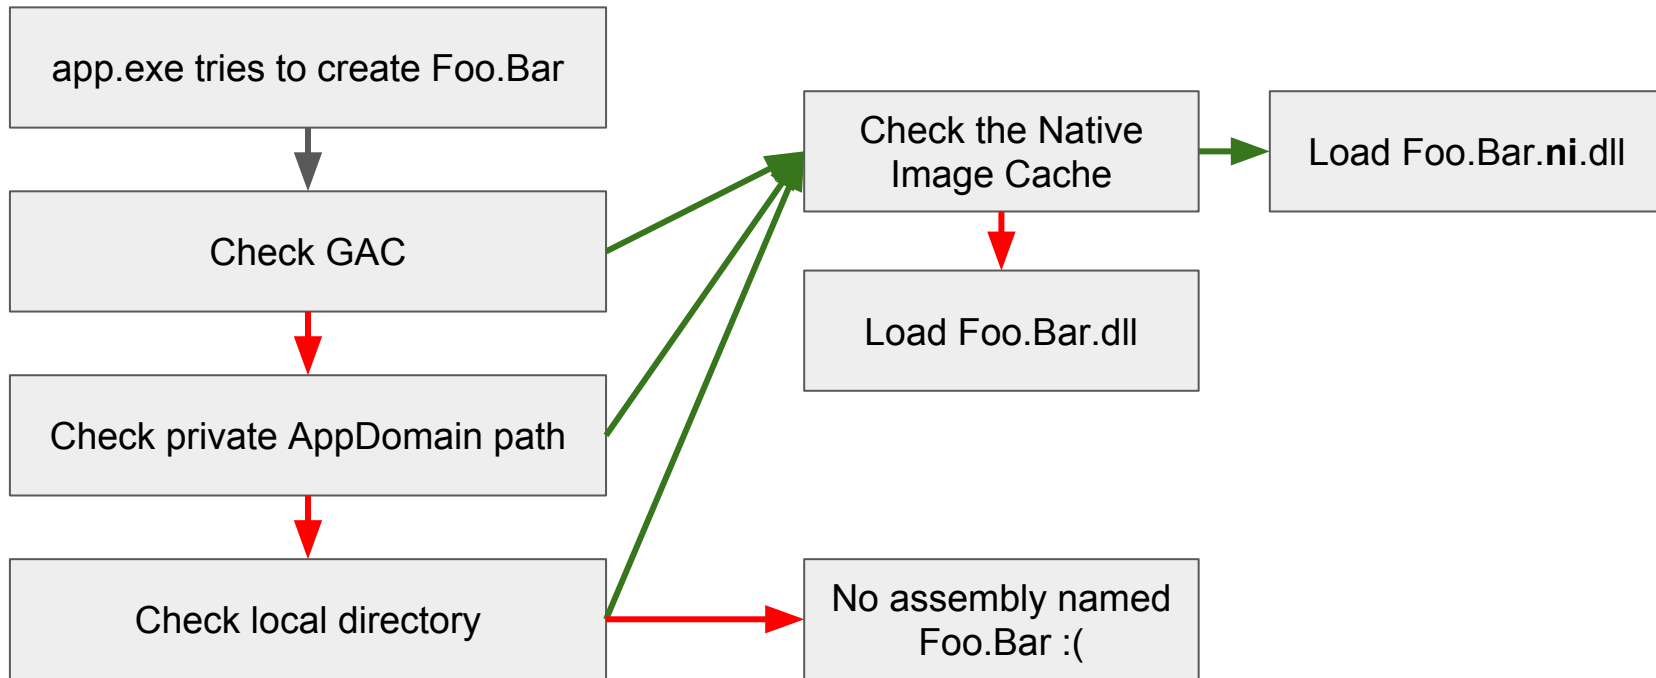 app.exe tries to create Foo.Bar
Check GAC
Check private AppDomain path
Check local directory
Check the Native
Image Cache
Load Foo.Bar.ni.dll
Load Foo.Bar.dll
No assembly named
Foo.Bar :(